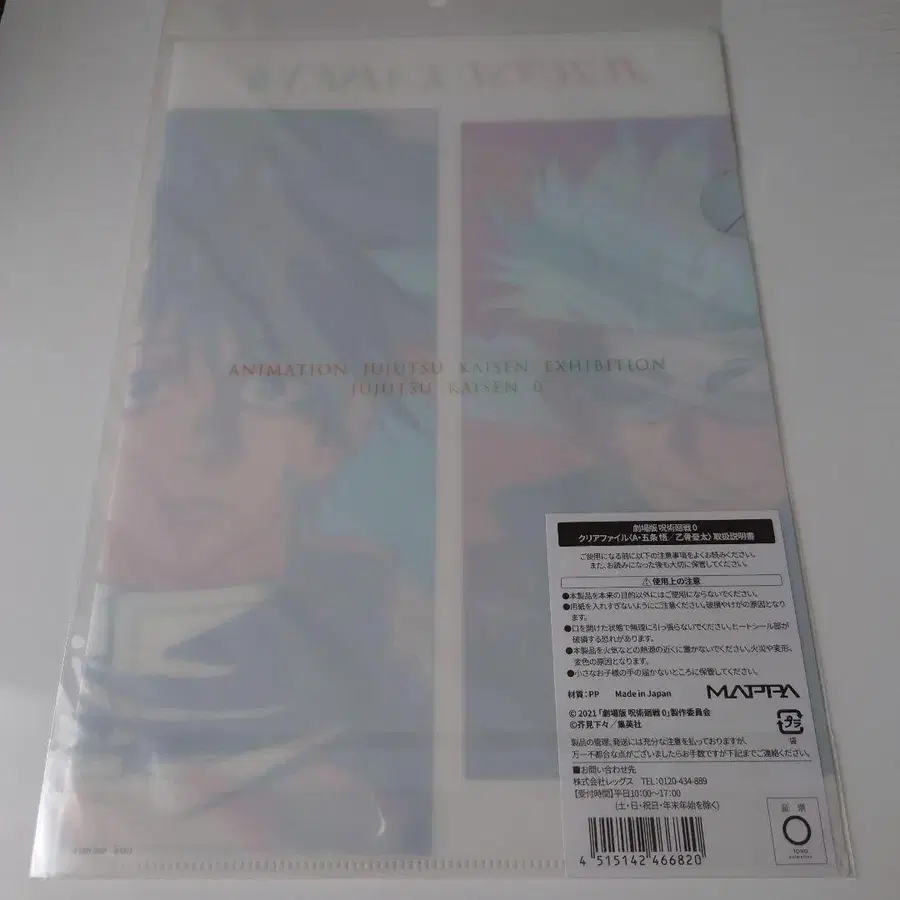 JUJUTSU KAISEN 0
ANIMATION JUJUTSU KAISEN EXHIBITION
JUJUTSU KAISEN 0
劇場版 呪術廻戦 0
クリアファイル〈A・五条 悟／乙骨憂太〉取扱説明書
ご使用になる前に以下の注意事項をよくお読みください。
また、お読みになった後も大切に保管してください。
⚠使用上の注意
●本製品を本来の目的以外にはご使用にならないでください。
●用紙を入れすぎないようにご注意ください。破損やけがの原因となり
ます。
●口を開けた状態で無理に引っ張らないでください。ヒートシール部が
破損する恐れがあります。
●本製品を火気などの熱源の近くに置かないでください。火災や変形、
変色の原因となります。
●小さなお子様の手の届かないところに保管してください。
材質：PP Made in Japan MAPPA
© 2021 「劇場版 呪術廻戦 0」製作委員会
©芥見下々／集英社
プラ
袋
製品の管理、発送には充分な注意を払っておりますが、
万一不都合な点がございましたらお手数ですが下記までご連絡ください。
■お問い合わせ先
株式会社レッグス TEL：0120-434-889
【受付時間】平日10：00～17：00
(土・日・祝日・年末年始を除く)
4 515142 466820
証 票
TOHO
animation